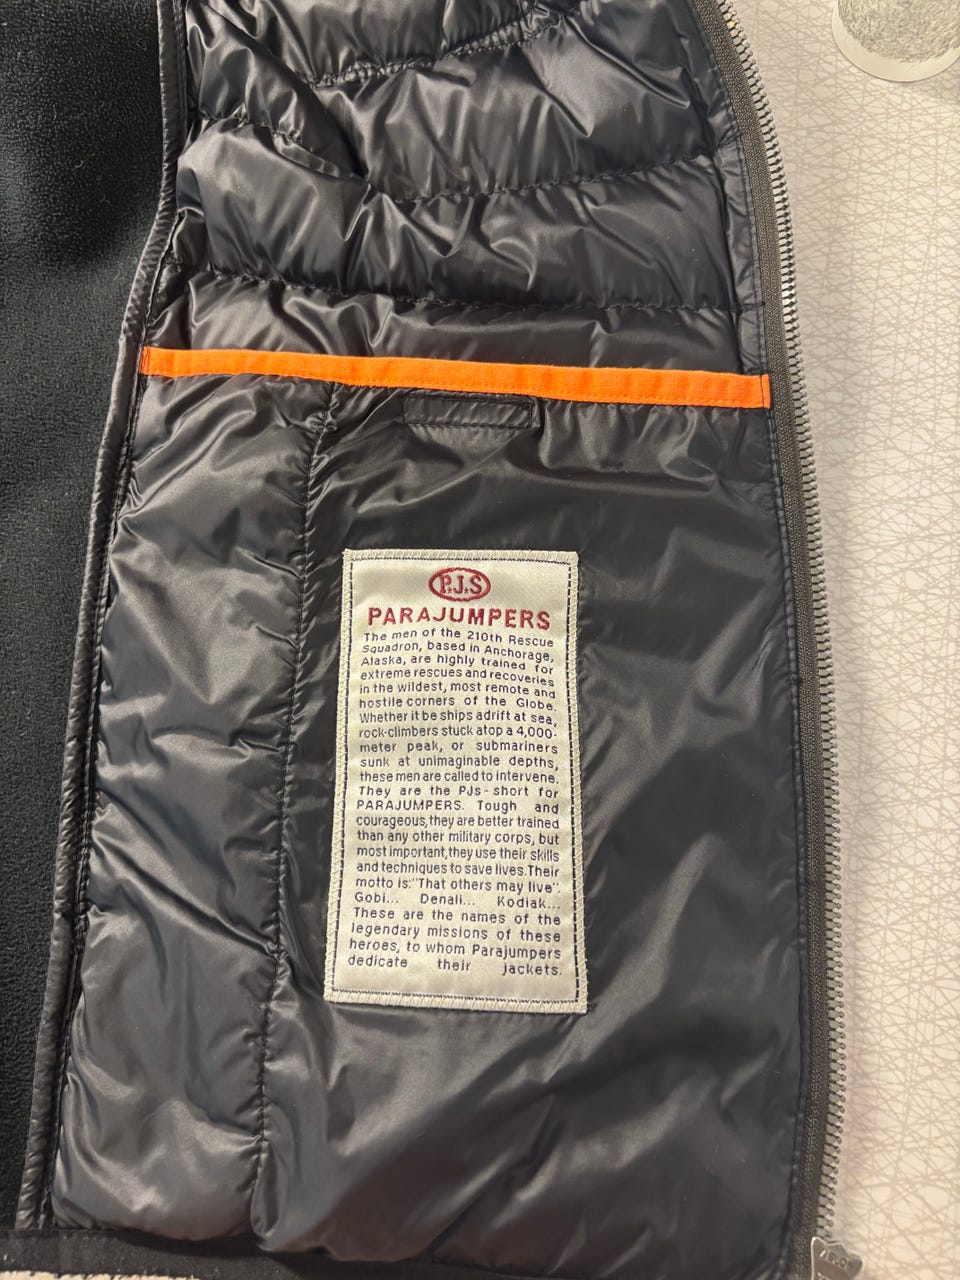 P.J.S
PARAJUMPERS
The men of the 210th Rescue
Squadron, based in Anchorage,
Alaska, are highly trained for
extreme rescues and recoveries
in the wildest, most remote and
hostile corners of the Globe.
Whether it be ships adrift at sea,
rock-climbers stuck atop a 4,000-
meter peak, or submariners
sunk at unimaginable depths,
these men are called to intervene.
They are the PJs - short for
PARAJUMPERS. Tough and
courageous, they are better trained
than any other military corps, but
most important, they use their skills
and techniques to save lives. Their
motto is: "That others may live".
Gobi... Denali... Kodiak...
These are the names of the
legendary missions of these
heroes, to whom Parajumpers
dedicate their jackets.